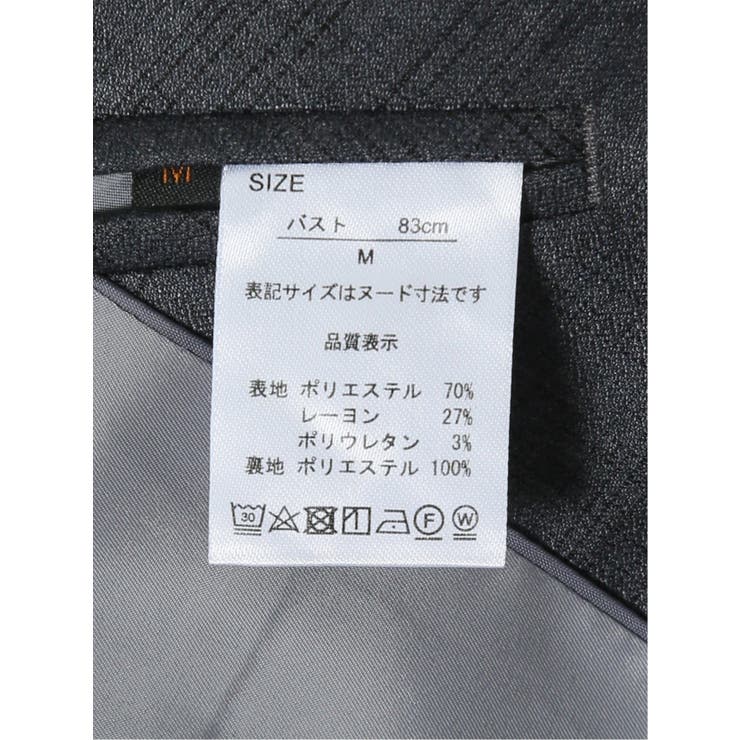 M
SIZE
バスト 83cm
M
表記サイズはヌード寸法です
品質表示
表地 ポリエステル 70%
レーヨン 27%
ポリウレタン 3%
裏地 ポリエステル 100%
30 F W